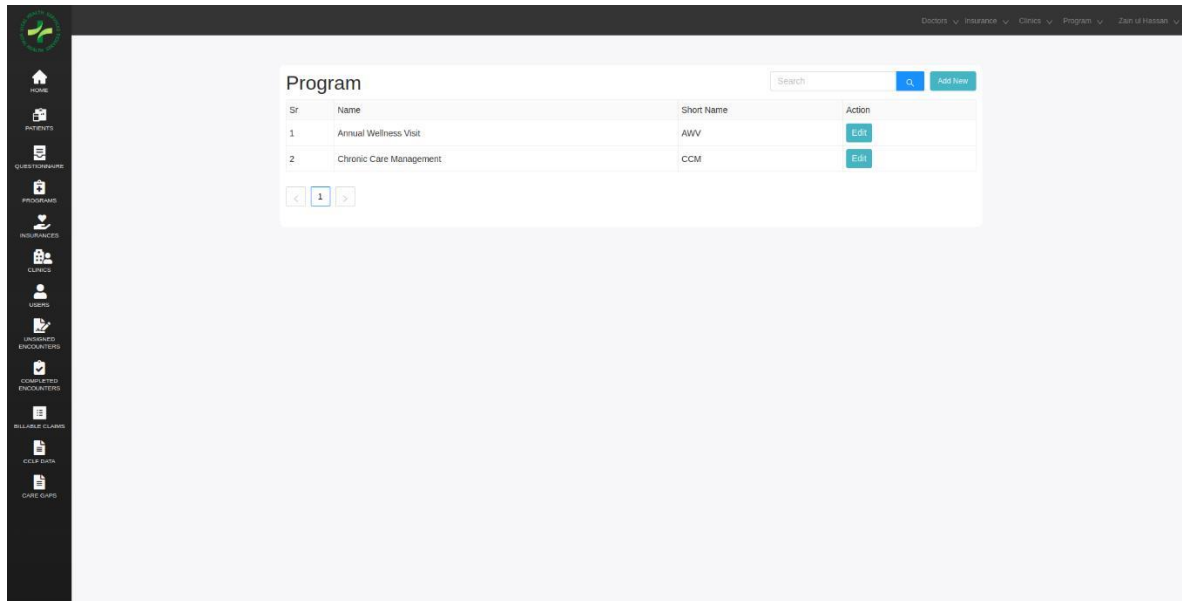 Doctors Insurance Clinics Program Zain ul Hassan
HOME
PATIENTS
QUESTIONNAIRE
PROGRAMS
INSURANCES
CLINICS
USERS
UNSIGNED
ENCOUNTERS
COMPLETED
ENCOUNTERS
BILLABLE CLAIMS
CCLF DATA
CARE GAPS
Program
Search
Add New
Sr Name Short Name Action
1 Annual Wellness Visit AWV Edit
2 Chronic Care Management CCM Edit
< 1 >